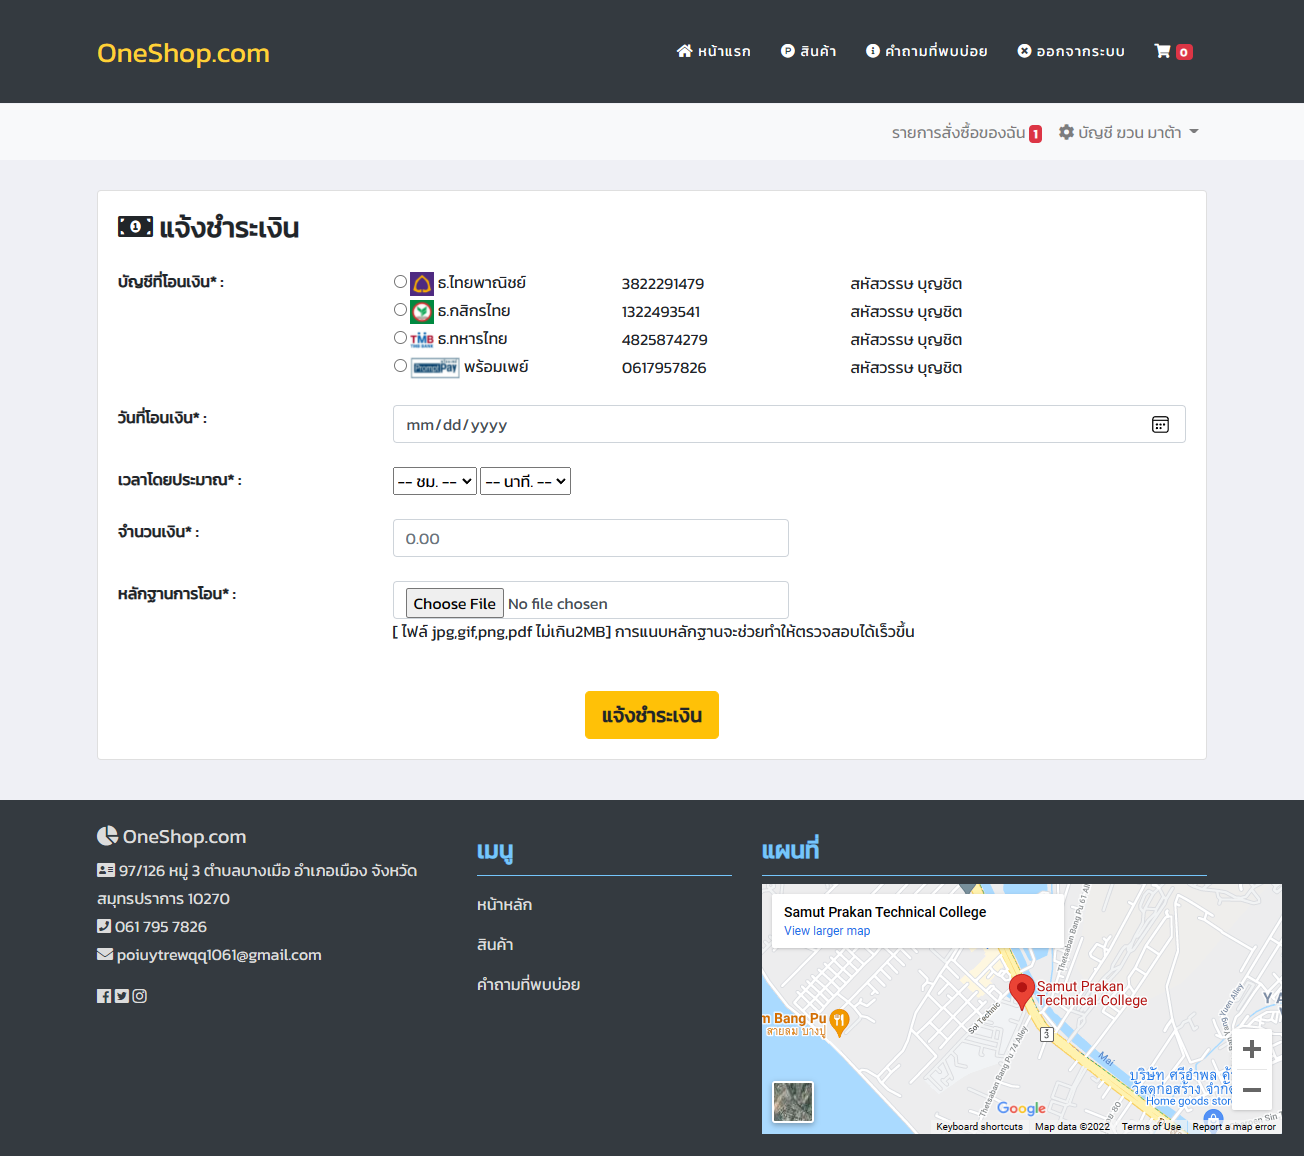 OneShop.com
หน้าแรก
สินค้า
คำถามที่พบบ่อย
ออกจากระบบ
0
รายการสั่งซื้อของฉัน 1
บัญชี ฆวน มาต้า
แจ้งชำระเงิน
บัญชีที่โอนเงิน* :
ธ.ไทยพาณิชย์ 3822291479 สหัสวรรษ บุญชิต
ธ.กสิกรไทย 1322493541 สหัสวรรษ บุญชิต
TMB ธ.ทหารไทย 4825874279 สหัสวรรษ บุญชิต
PromptPay พร้อมเพย์ 0617957826 สหัสวรรษ บุญชิต
วันที่โอนเงิน* :
mm/dd/yyyy
เวลาโดยประมาณ* :
-- ชม. -- -- นาที. --
จำนวนเงิน* :
0.00
หลักฐานการโอน* :
Choose File No file chosen
[ ไฟล์ jpg,gif,png,pdf ไม่เกิน2MB] การแนบหลักฐานจะช่วยทำให้ตรวจสอบได้เร็วขึ้น
แจ้งชำระเงิน
OneShop.com
97/126 หมู่ 3 ตำบลบางเมือ อำเภอเมือง จังหวัด
สมุทรปราการ 10270
061 795 7826
poiuytrewqq1061@gmail.com
เมนู
หน้าหลัก
สินค้า
คำถามที่พบบ่อย
แผนที่
Samut Prakan Technical College
View larger map
Thetsaban Bang Pu 61 Alley
Samut Prakan
Technical College
Soi Technic
m Bang Pu
สายลม บางปู
3
Thetsaban Bang Pu 74 Alley
Mai
บริษัท ศรีอำพล ค้
วัสดุก่อสร้าง จำกั
Home goods stor
Google
Keyboard shortcuts
Map data ©2022
Terms of Use
Report a map error